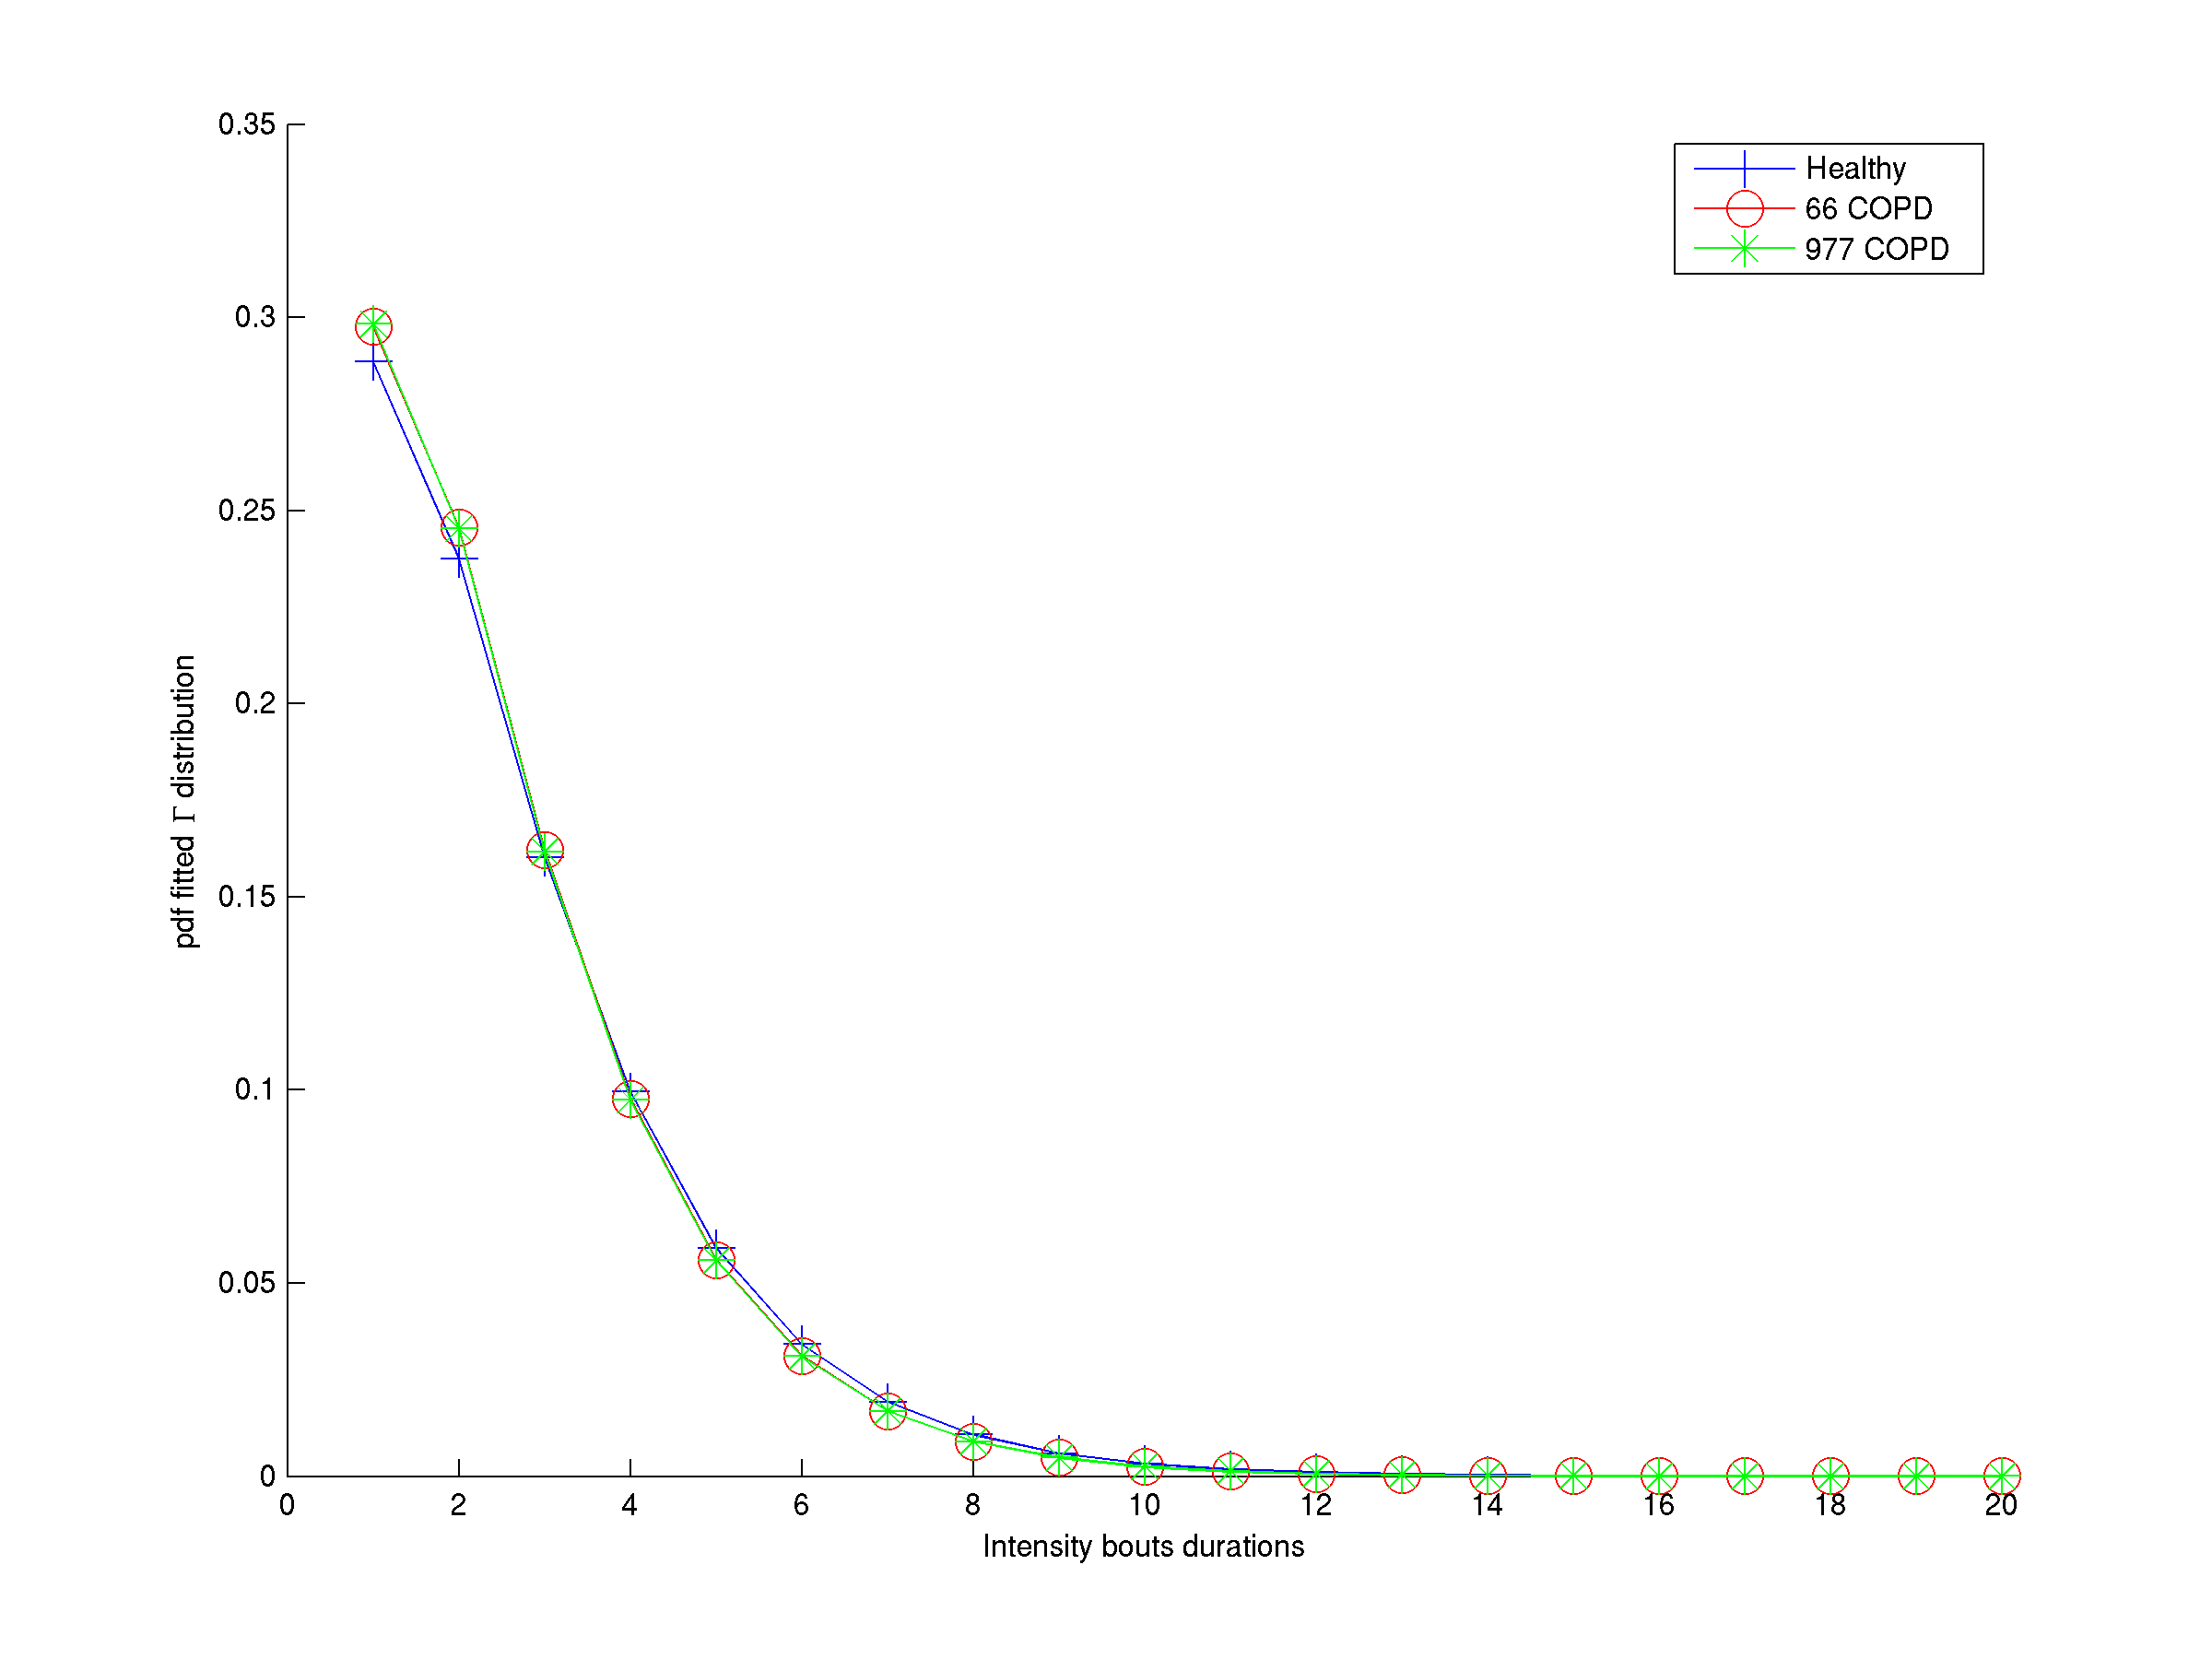 0.35
0.3
0.25
0.2
0.15
0.1
0.05
0
pdf fitted Γ distribution
Healthy
66 COPD
977 COPD
0 2 4 6 8 10 12 14 16 18 20
Intensity bouts durations